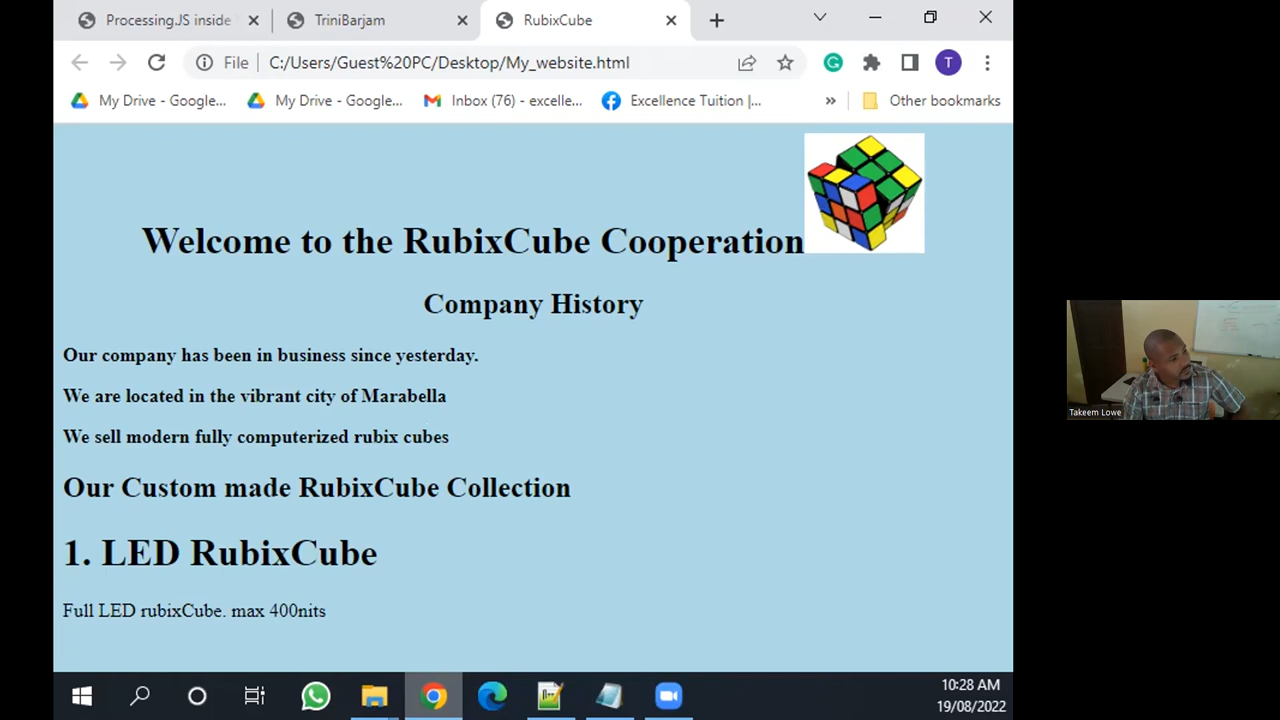 Processing.JS inside
TriniBarjam
RubixCube
File
C:/Users/Guest%20PC/Desktop/My_website.html
T
My Drive - Google...
My Drive - Google...
Inbox (76) - excelle...
Excellence Tuition |...
»
Other bookmarks
Welcome to the RubixCube Cooperation
Company History
Our company has been in business since yesterday.
We are located in the vibrant city of Marabella
We sell modern fully computerized rubix cubes
Our Custom made RubixCube Collection
1. LED RubixCube
Full LED rubixCube. max 400nits
Takeem Lowe
10:28 AM
19/08/2022